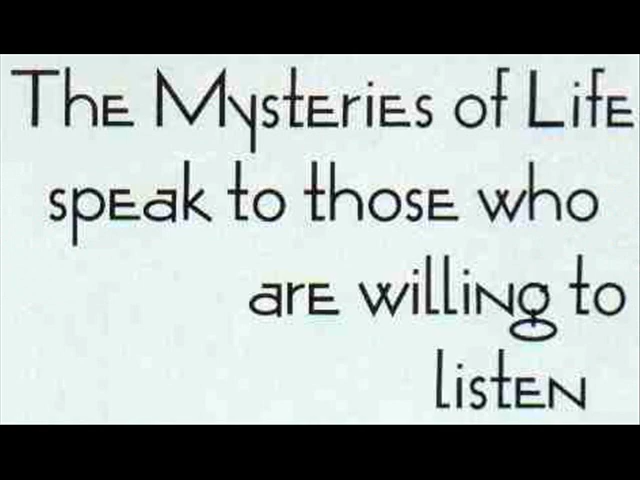 The Mysteries of Life
speak to those who
are willing to
listen